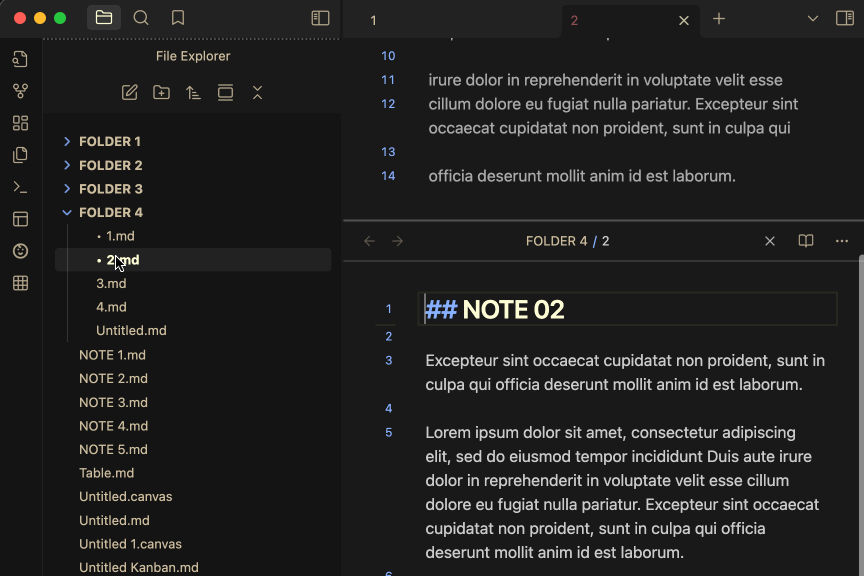 File Explorer
FOLDER 1
FOLDER 2
FOLDER 3
FOLDER 4
• 1.md
• 2.md
3.md
4.md
Untitled.md
NOTE 1.md
NOTE 2.md
NOTE 3.md
NOTE 4.md
NOTE 5.md
Table.md
Untitled.canvas
Untitled.md
Untitled 1.canvas
Untitled Kanban.md
1
2
10
11 irure dolor in reprehenderit in voluptate velit esse
12 cillum dolore eu fugiat nulla pariatur. Excepteur sint
occaecat cupidatat non proident, sunt in culpa qui
13
14 officia deserunt mollit anim id est laborum.
FOLDER 4 / 2
1 ## NOTE 02
2
3 Excepteur sint occaecat cupidatat non proident, sunt in
culpa qui officia deserunt mollit anim id est laborum.
4
5 Lorem ipsum dolor sit amet, consectetur adipiscing
elit, sed do eiusmod tempor incididunt Duis aute irure
dolor in reprehenderit in voluptate velit esse cillum
dolore eu fugiat nulla pariatur. Excepteur sint occaecat
cupidatat non proident, sunt in culpa qui officia
deserunt mollit anim id est laborum.